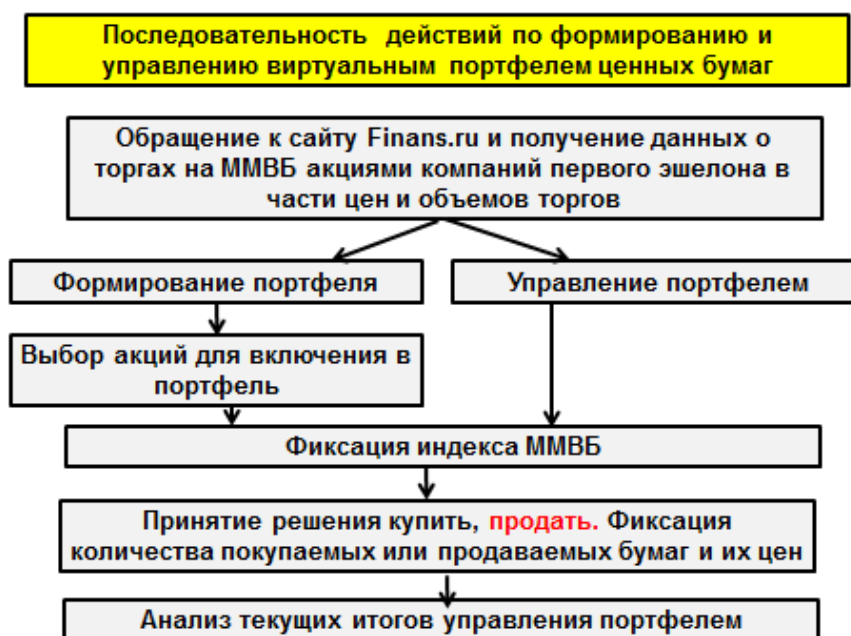 Последовательность действий по формированию и
управлению виртуальным портфелем ценных бумаг
Обращение к сайту Finans.ru и получение данных о
торгах на ММВБ акциями компаний первого эшелона в
части цен и объемов торгов
Формирование портфеля
Управление портфелем
Выбор акций для включения в
портфель
Фиксация индекса ММВБ
Принятие решения купить, продать. Фиксация
количества покупаемых или продаваемых бумаг и их цен
Анализ текущих итогов управления портфелем